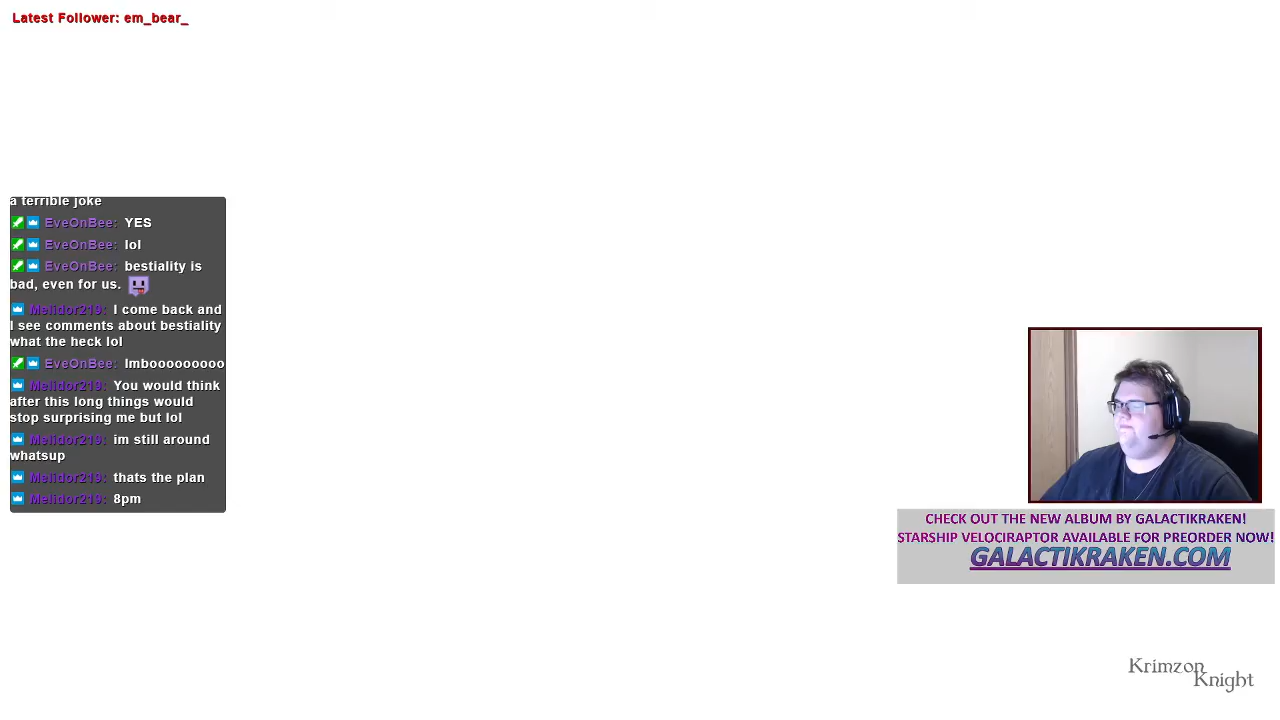 Latest Follower: em_bear_
a terrible joke
EveOnBee: YES
EveOnBee: lol
EveOnBee: bestiality is
bad, even for us.
Melidor219: I come back and
I see comments about bestiality
what the heck lol
EveOnBee: lmbooooooooo
Melidor219: You would think
after this long things would
stop surprising me but lol
Melidor219: im still around
whatsup
Melidor219: thats the plan
Melidor219: 8pm
CHECK OUT THE NEW ALBUM BY GALACTIKRAKEN!
STARSHIP VELOCIRAPTOR AVAILABLE FOR PREORDER NOW!
GALACTIKRAKEN.COM
Krimzon
Knight